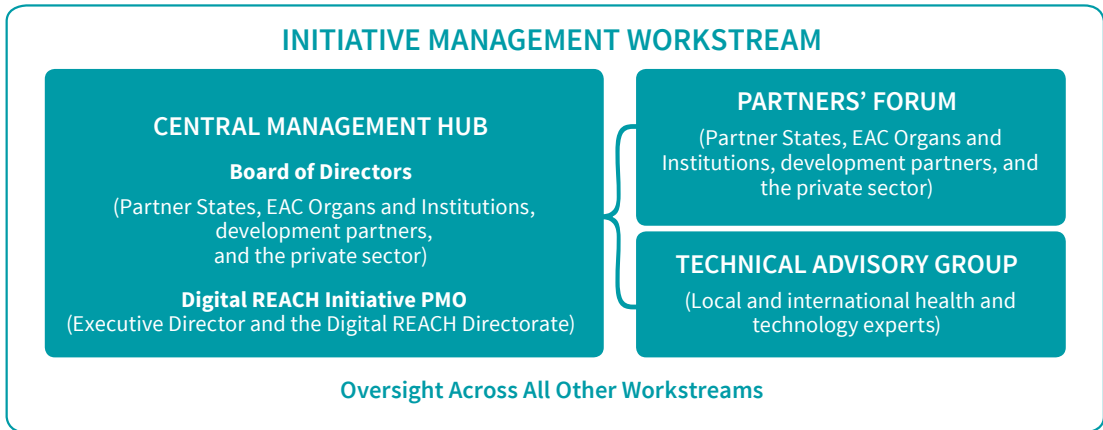 INITIATIVE MANAGEMENT WORKSTREAM
CENTRAL MANAGEMENT HUB
Board of Directors
(Partner States, EAC Organs and Institutions,
development partners,
and the private sector)
Digital REACH Initiative PMO
(Executive Director and the Digital REACH Directorate)
PARTNERS’ FORUM
(Partner States, EAC Organs and
Institutions, development partners, and
the private sector)
TECHNICAL ADVISORY GROUP
(Local and international health and
technology experts)
Oversight Across All Other Workstreams